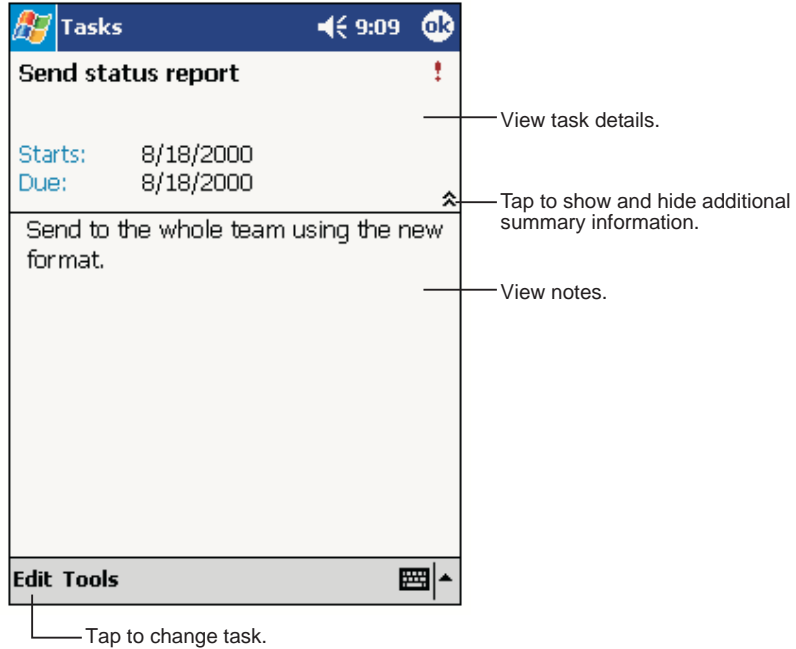 Tasks 9:09 ok
Send status report !
View task details.
Starts: 8/18/2000
Due: 8/18/2000
Tap to show and hide additional
summary information.
Send to the whole team using the new
format.
View notes.
Edit Tools
Tap to change task.